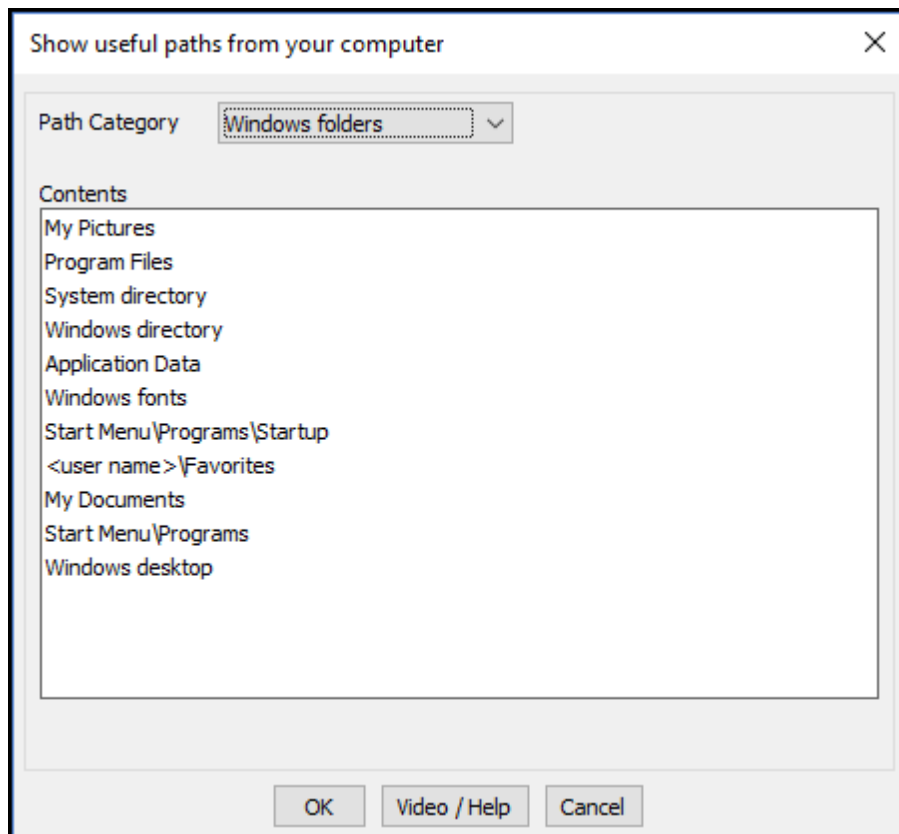 Show useful paths from your computer
Path Category Windows folders
Contents
My Pictures
Program Files
System directory
Windows directory
Application Data
Windows fonts
Start Menu\Programs\Startup
<user name>\Favorites
My Documents
Start Menu\Programs
Windows desktop
OK Video / Help Cancel